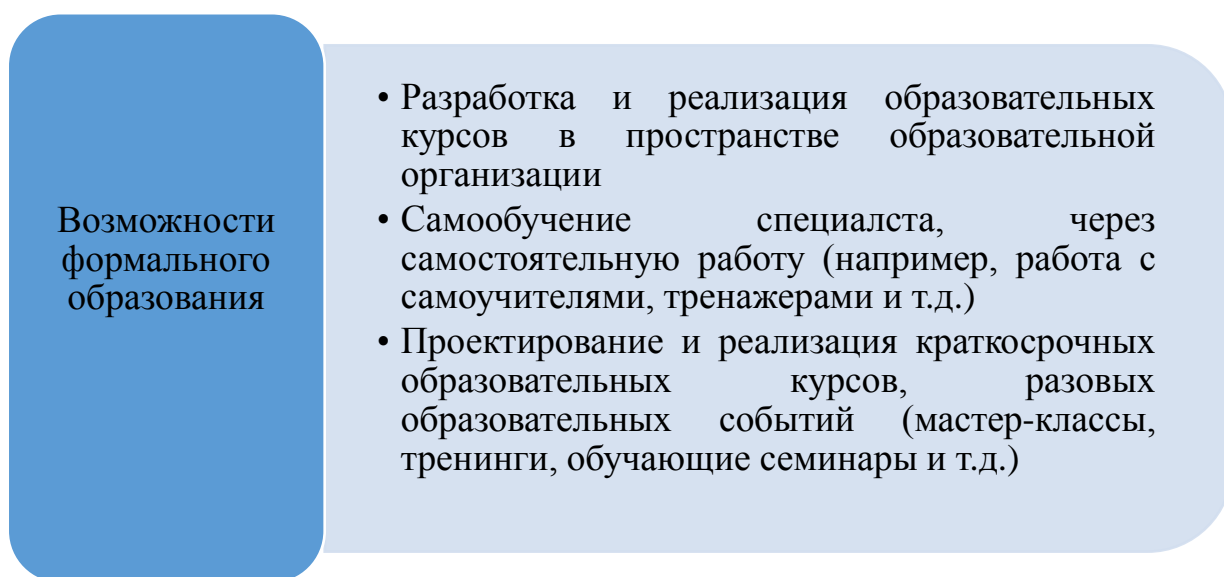 Возможности
формального
образования
• Разработка и реализация образовательных
курсов в пространстве образовательной
организации
• Самообучение специалста, через
самостоятельную работу (например, работа с
самоучителями, тренажерами и т.д.)
• Проектирование и реализация краткосрочных
образовательных курсов, разовых
образовательных событий (мастер-классы,
тренинги, обучающие семинары и т.д.)